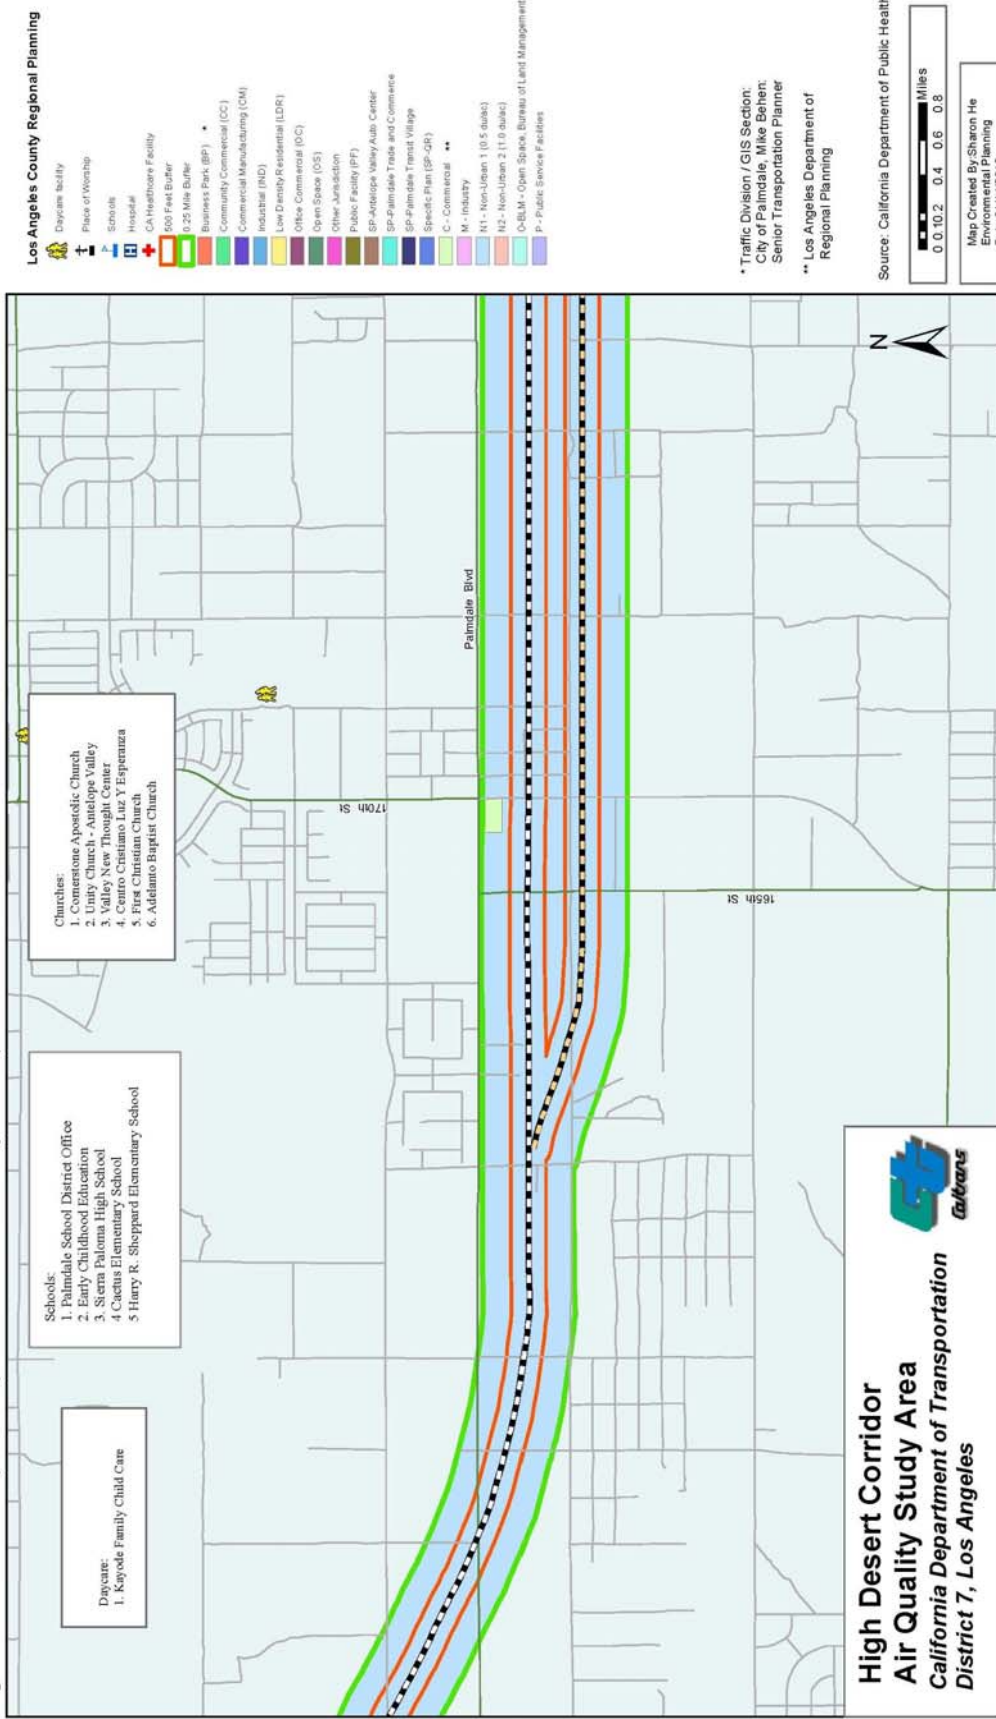 Los Angeles County Regional Planning
Daycare facility
Place of Worship
Schools
H Hospital
CA Healthcare Facility
500 Feet Buffer
0.25 Mile Buffer
Business Park (BP) *
Community Commercial (CC)
Commercial Manufacturing (CM)
Industrial (IND)
Low Density Residential (LDR)
Office Commercial (OC)
Open Space (OS)
Other Jurisdiction
Public Facility (PF)
SP-Antelope Valley Auto Center
SP-Palmdale Trade and Commerce
SP-Palmdale Transit Village
Specific Plan (SP-QR)
C - Commercial **
M - Industry
N1 - Non-Urban 1 (0.5 du/ac)
N2 - Non-Urban 2 (1.0 du/ac)
O-BLM - Open Space, Bureau of Land Management
P - Public Service Facilities
* Traffic Division / GIS Section:
City of Palmdale, Mike Behen:
Senior Transportation Planner
** Los Angeles Department of
Regional Planning
Source: California Department of Public Health
Miles
0 0.10.2 0.4 0.6 0.8
Map Created By:Sharon He
Environmental Planning
N
Palmdale Blvd
170th St
165th St
Churches:
1. Cornerstone Apostolic Church
2. Unity Church - Antelope Valley
3. Valley New Thought Center
4. Centro Cristiano Luz Y Esperanza
5. First Christian Church
6. Adelanto Baptist Church
Schools:
1. Palmdale School District Office
2. Early Childhood Education
3. Sierra Paloma High School
4 Cactus Elementary School
5 Harry R. Sheppard Elementary School
Daycare:
1. Kayode Family Child Care
High Desert Corridor
Air Quality Study Area
California Department of Transportation
District 7, Los Angeles
Caltrans